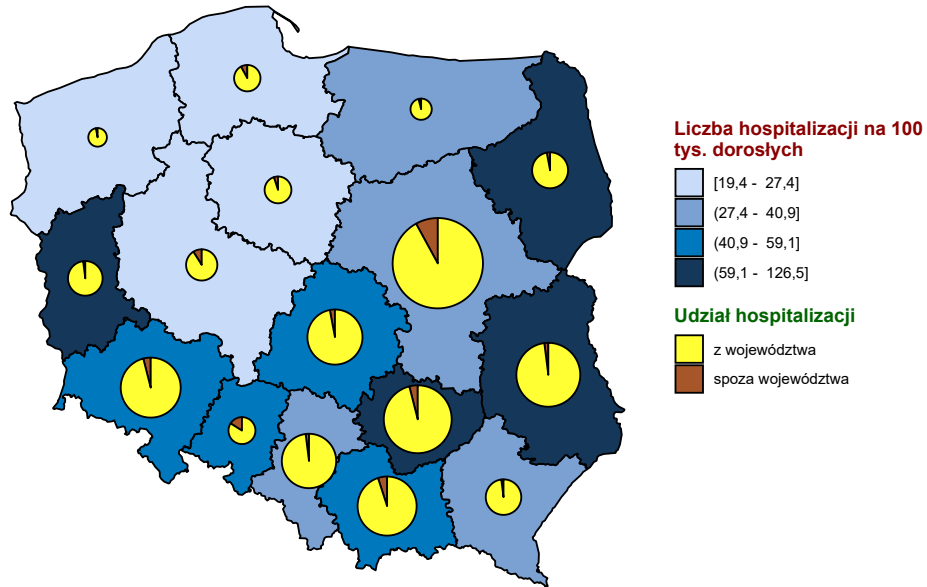 Liczba hospitalizacji na 100
tys. dorosłych
[19,4 - 27,4]
(27,4 - 40,9]
(40,9 - 59,1]
(59,1 - 126,5]
Udział hospitalizacji
z województwa
spoza województwa